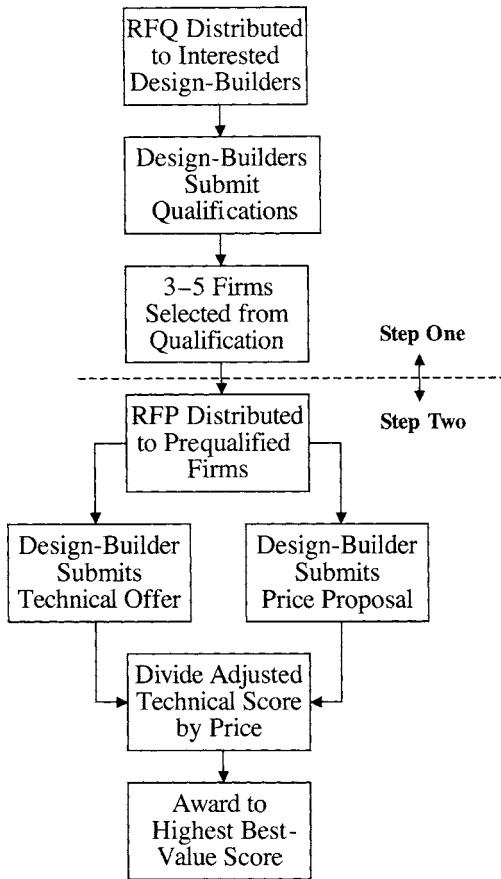 RFQ Distributed
to Interested
Design-Builders
Design-Builders
Submit
Qualifications
3–5 Firms
Selected from
Qualification
Step One
Step Two
RFP Distributed
to Prequalified
Firms
Design-Builder
Submits
Technical Offer
Design-Builder
Submits
Price Proposal
Divide Adjusted
Technical Score
by Price
Award to
Highest Best-
Value Score